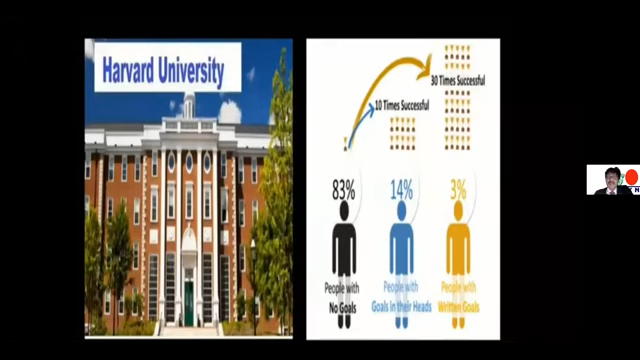 Harvard University
30 Times Successful
10 Times Successful
83%
14%
3%
People with
No Goals
People with
Goals in their Heads
People with
Written Goals